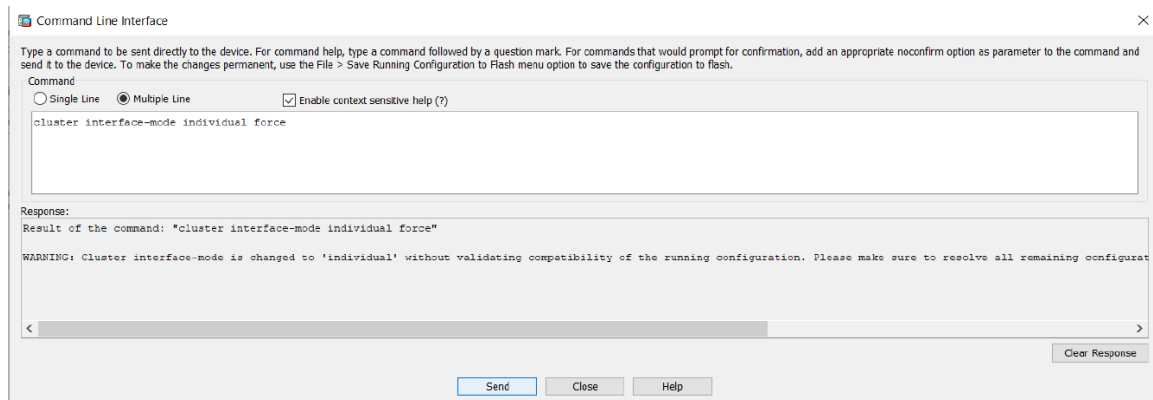 Command Line Interface
Type a command to be sent directly to the device. For command help, type a command followed by a question mark. For commands that would prompt for confirmation, add an appropriate noconfirm option as parameter to the command and
send it to the device. To make the changes permanent, use the File > Save Running Configuration to Flash menu option to save the configuration to flash.
Command
Single Line Multiple Line Enable context sensitive help (?)
cluster interface-mode individual force
Response:
Result of the command: "cluster interface-mode individual force"
WARNING: Cluster interface-mode is changed to 'individual' without validating compatibility of the running configuration. Please make sure to resolve all remaining configurat
Clear Response
Send Close Help